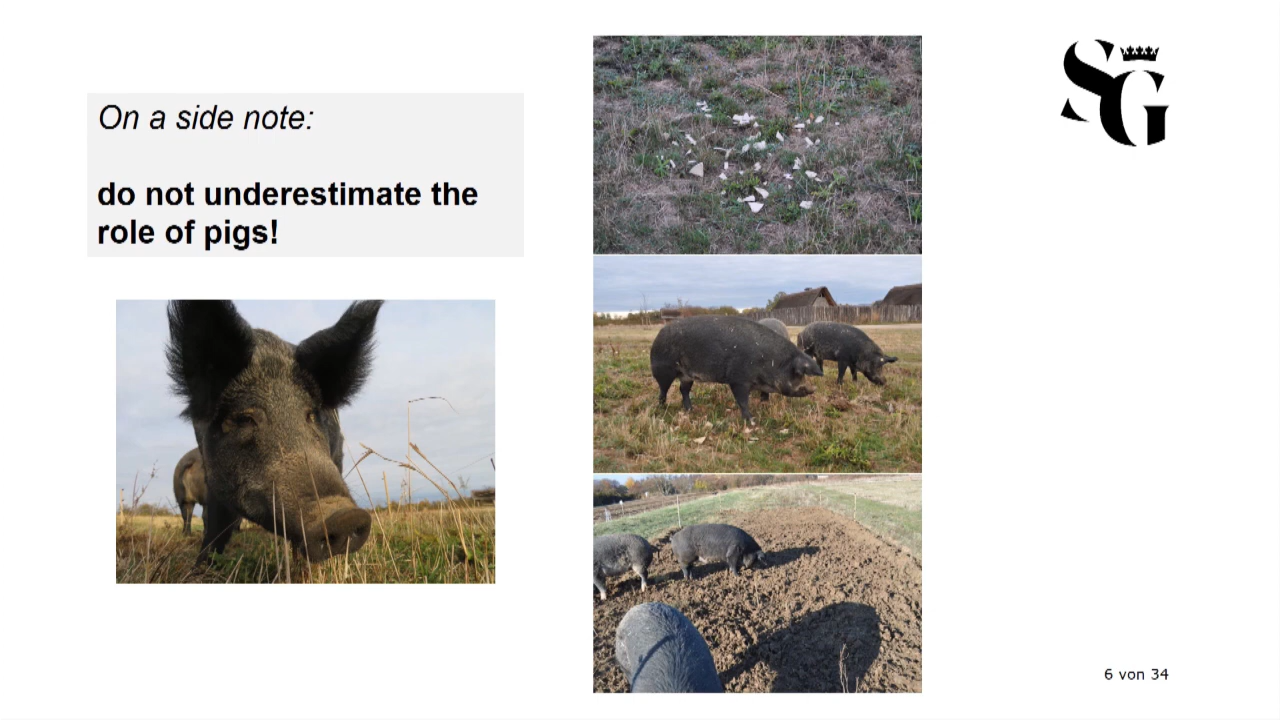 On a side note:
do not underestimate the
role of pigs!
SG
6 von 34